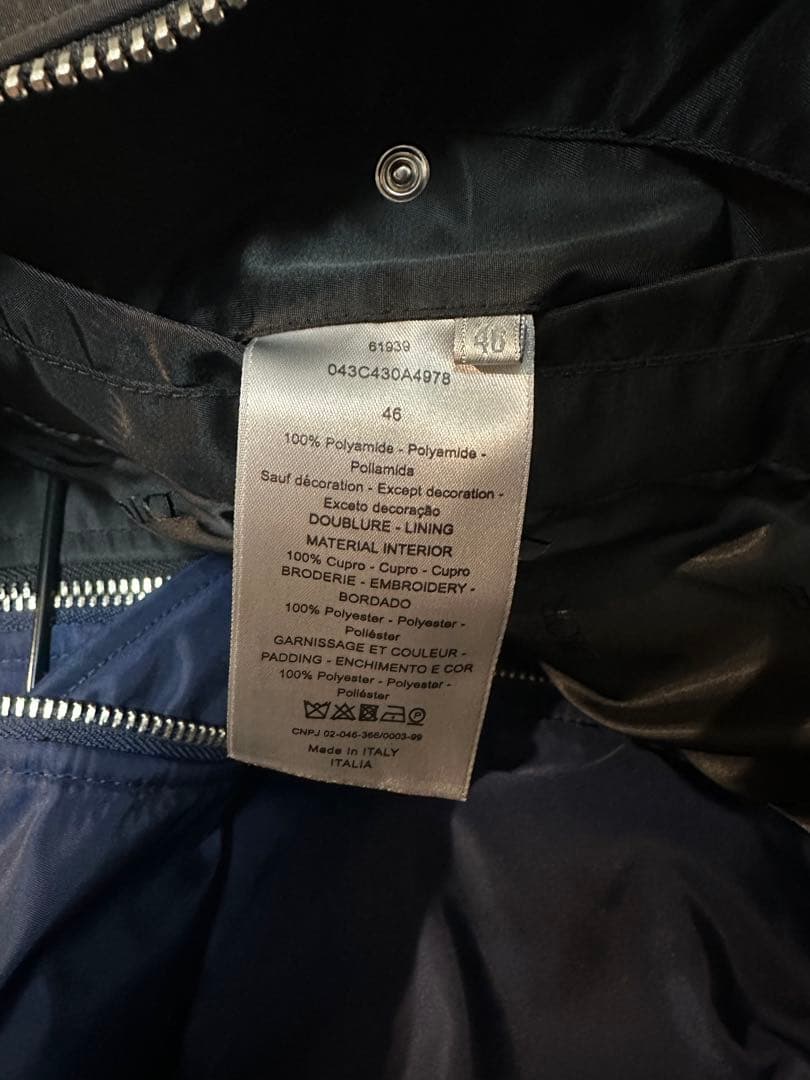 61939
46
043C430A4978
46
100% Polyamide - Polyamide -
Poliamida
Sauf décoration - Except decoration -
Exceto decoração
DOUBLURE - LINING
MATERIAL INTERIOR
100% Cupro - Cupro - Cupro
BRODERIE - EMBROIDERY -
BORDADO
100% Polyester - Polyester -
Poliéster
GARNISSAGE ET COULEUR -
PADDING - ENCHIMENTO E COR
100% Polyester - Polyester -
Poliéster
CNPJ 02-046-366/0003-99
Made in ITALY
ITALIA